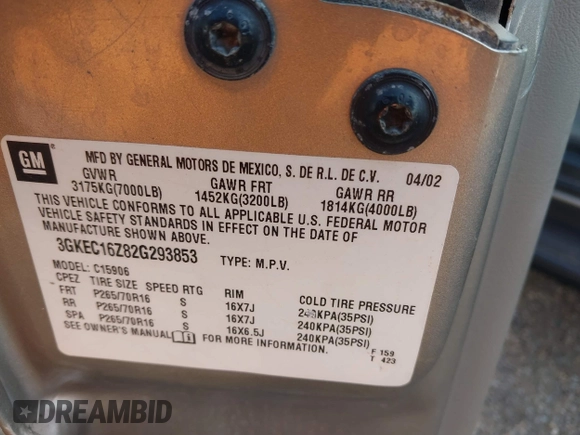 GM
MFD BY GENERAL MOTORS DE MEXICO, S. DE R.L. DE C.V. 04/02
GVWR GAWR FRT GAWR RR
3175KG(7000LB) 1452KG(3200LB) 1814KG(4000LB)
THIS VEHICLE CONFORMS TO ALL APPLICABLE U.S. FEDERAL MOTOR
VEHICLE SAFETY STANDARDS IN EFFECT ON THE DATE OF
MANUFACTURE SHOWN ABOVE.
3GKEC16Z82G293853 TYPE: M.P.V.
MODEL: C15906
CPEZ TIRE SIZE SPEED RTG RIM COLD TIRE PRESSURE
FRT P265/70R16 S 16X7J 240KPA(35PSI)
RR P265/70R16 S 16X7J 240KPA(35PSI)
SPA P265/70R16 S 16X6.5J 240KPA(35PSI)
SEE OWNER'S MANUAL FOR MORE INFORMATION.
F 159
T 423
DREAMBID